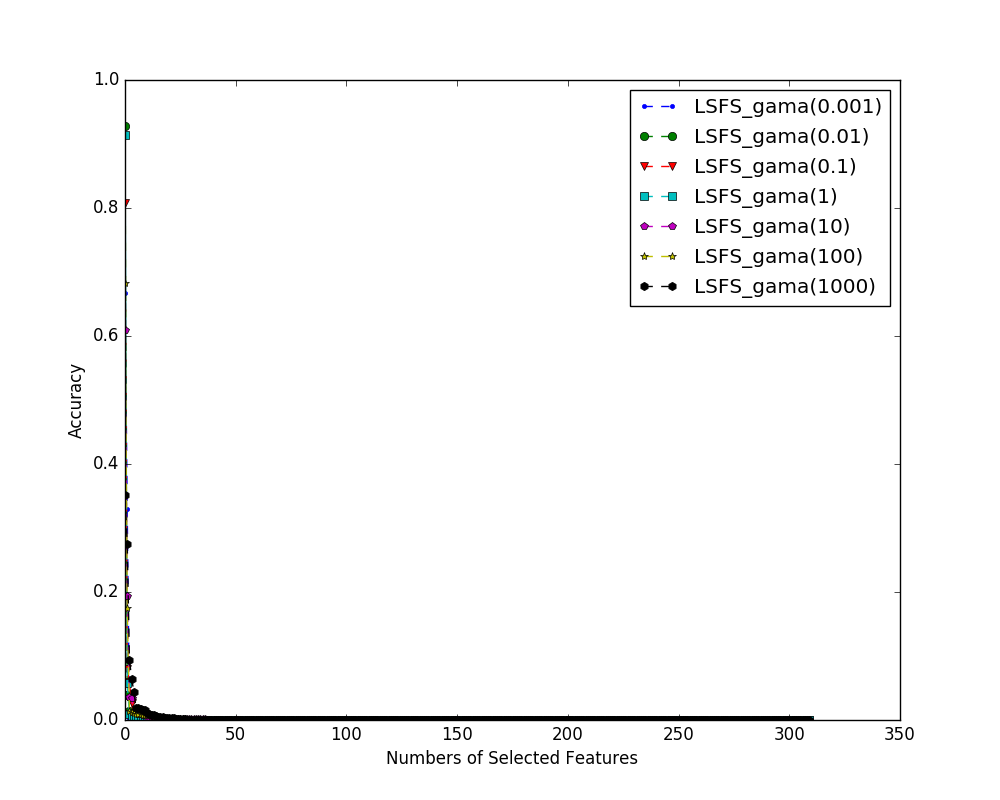 1.0
0.8
0.6
0.4
0.2
0.0
Accuracy
0
50
100
150
200
250
300
350
Numbers of Selected Features
LSFS_gama(0.001)
LSFS_gama(0.01)
LSFS_gama(0.1)
LSFS_gama(1)
LSFS_gama(10)
LSFS_gama(100)
LSFS_gama(1000)